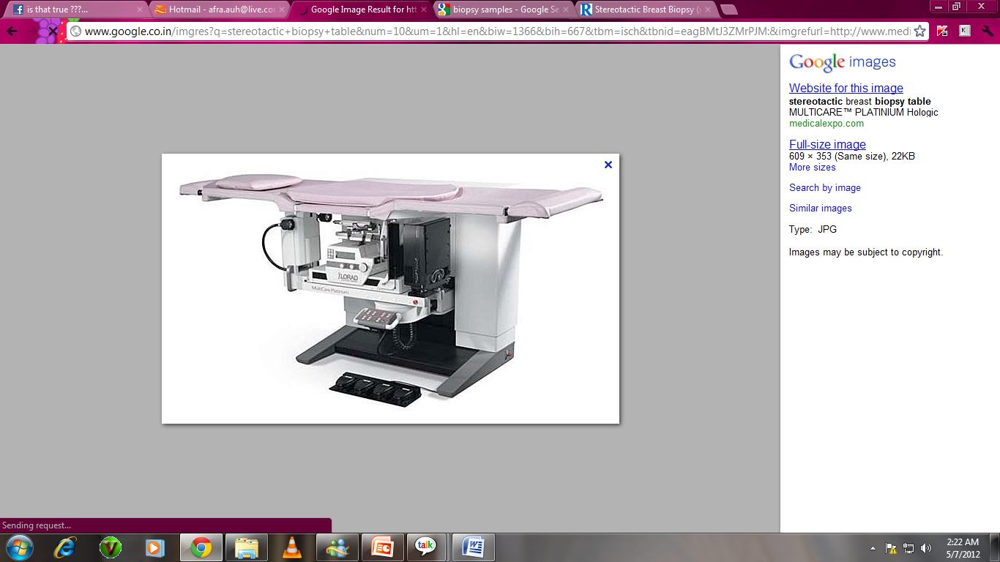 is that true ???...
Hotmail - afra.auh@live.co
Google Image Result for htt
biopsy samples - Google Se
Stereotactic Breast Biopsy (
www.google.co.in/imgres?q=stereotactic+biopsy+table&num=10&um=1&hl=en&biw=1366&bih=667&tbm=isch&tbnid=eagBMtJ3ZMrPJM:&imgrefurl=http://www.medi
K
Google images
Website for this image
stereotactic breast biopsy table
MULTICARE™ PLATINIUM Hologic
medicalexpo.com
Full-size image
609 × 353 (Same size), 22KB
More sizes
Search by image
Similar images
Type: JPG
Images may be subject to copyright.
LORAD
MultiCare Platinum
Sending request...
talk
2:22 AM
5/7/2012